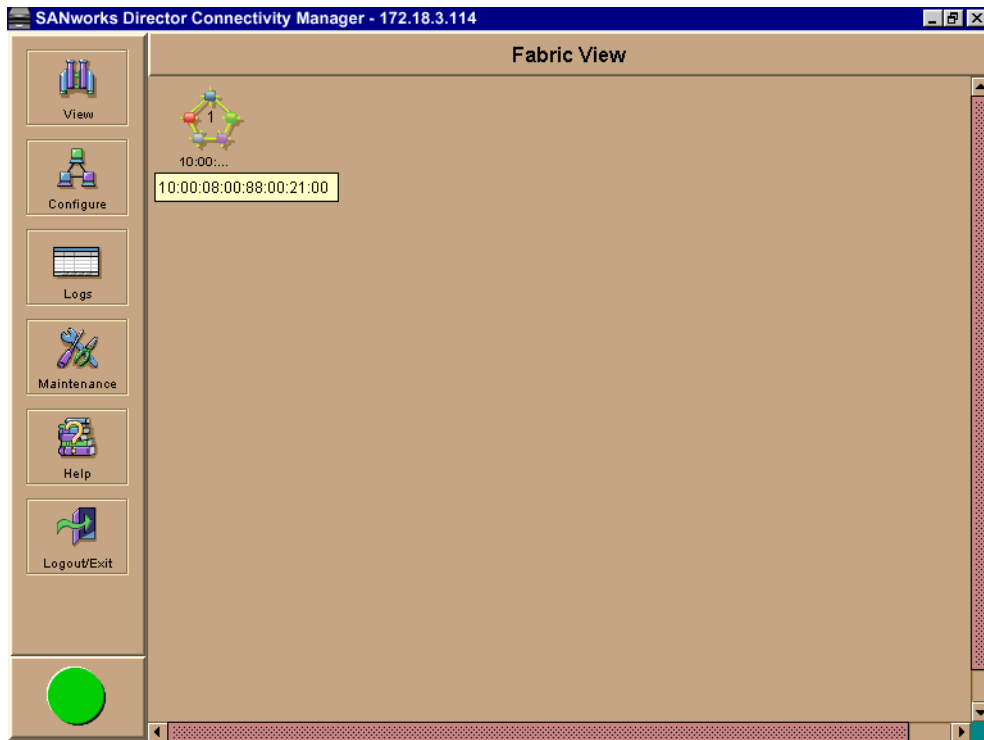 SANworks Director Connectivity Manager - 172.18.3.114
View
Configure
Logs
Maintenance
Help
Logout/Exit
Fabric View
1
10:00:...
10:00:08:00:88:00:21:00